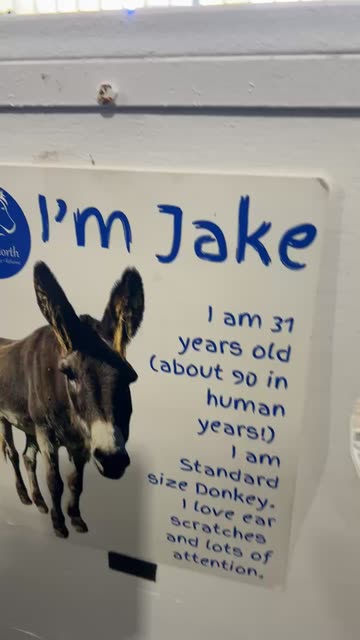 I'm Jake
orth
I am 31
years old
(about 90 in
human
years!)
I am
Standard
size Donkey.
I love ear
scratches
and lots of
attention.